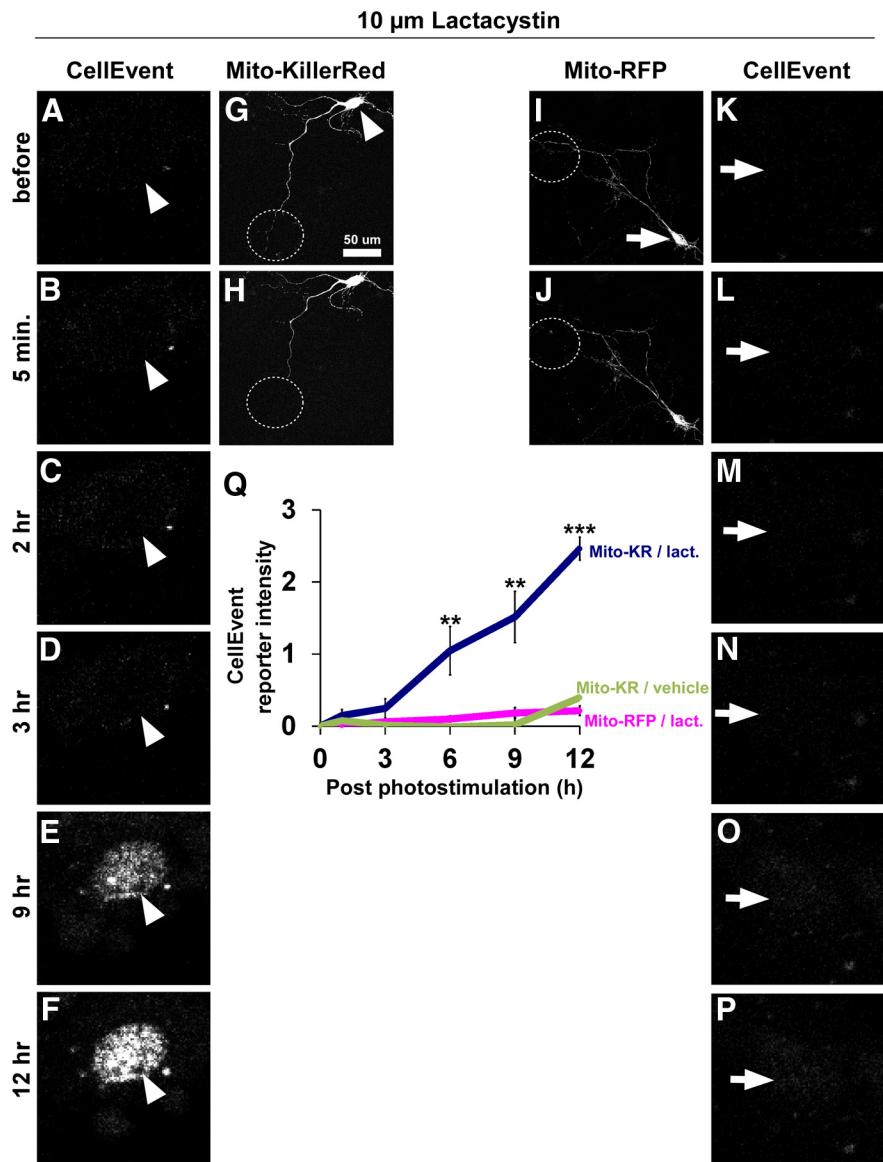 10 µm Lactacystin
CellEvent Mito-KillerRed Mito-RFP CellEvent
before
A G I K
50 um
5 min.
B H J L
2 hr
C M
Q
3
2
1
0
CellEvent
reporter intensity
** ** ***
Mito-KR / lact.
Mito-KR / vehicle
Mito-RFP / lact.
0 3 6 9 12
Post photostimulation (h)
3 hr
D N
9 hr
E O
12 hr
F P